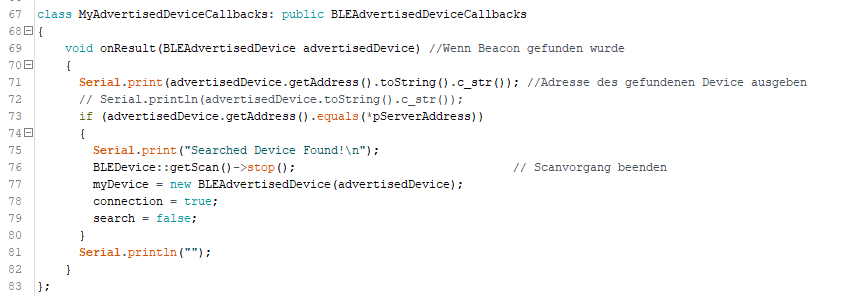 67 class MyAdvertisedDeviceCallbacks: public BLEAdvertisedDeviceCallbacks
68 {
69 void onResult(BLEAdvertisedDevice advertisedDevice) //Wenn Beacon gefunden wurde
70 {
71 Serial.print(advertisedDevice.getAddress().toString().c_str()); //Adresse des gefundenen Device ausgeben
72 // Serial.println(advertisedDevice.toString().c_str());
73 if (advertisedDevice.getAddress().equals(*pServerAddress))
74 {
75 Serial.print("Searched Device Found!\n");
76 BLEDevice::getScan()->stop(); // Scanvorgang beenden
77 myDevice = new BLEAdvertisedDevice(advertisedDevice);
78 connection = true;
79 search = false;
80 }
81 Serial.println("");
82 }
83 };